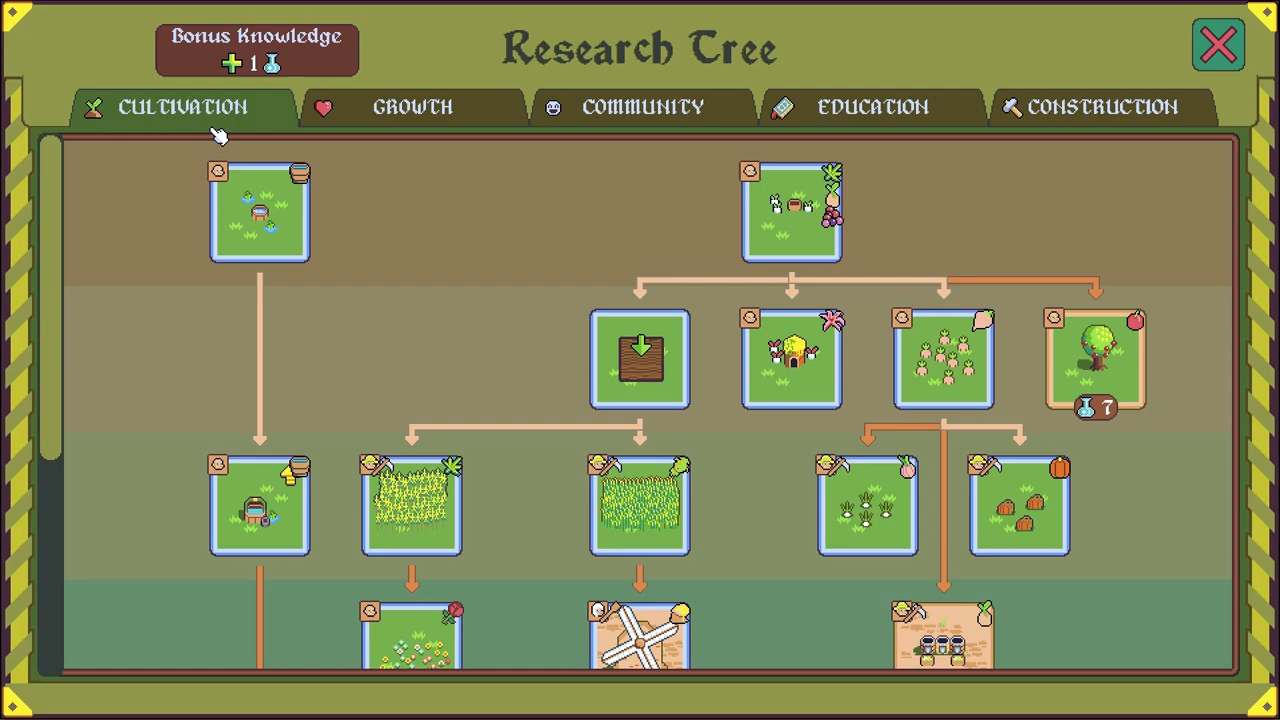 Bonus Knowledge
1
Research Tree
CULTIVATION
GROWTH
COMMUNITY
EDUCATION
CONSTRUCTION
7